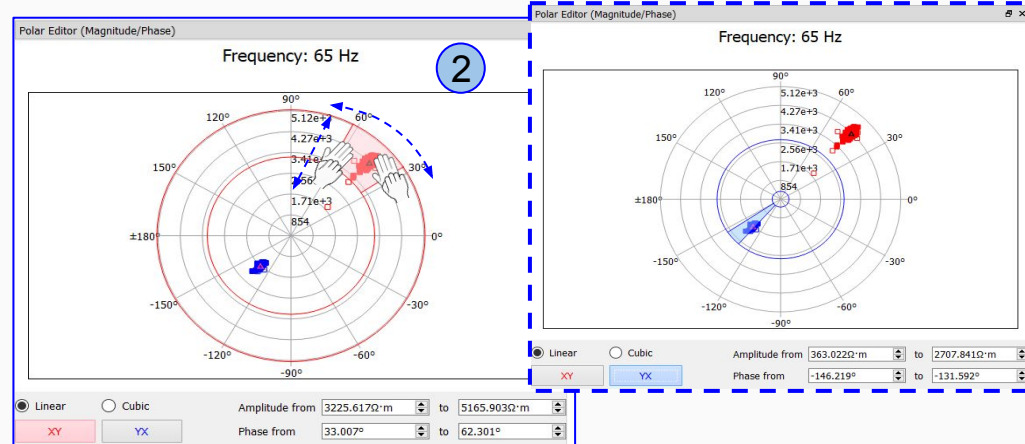 Polar Editor (Magnitude/Phase)
Frequency: 65 Hz
2
90°
120°
60°
5.12e+3
4.27e+3
3.41e+
150°
30°
1.71e+3
854
±180°
0°
-150°
-30°
-120°
-60°
-90°
Linear
Cubic
Amplitude from 3225.617Ω·m to 5165.903Ω·m
XY
YX
Phase from 33.007° to 62.301°
Polar Editor (Magnitude/Phase)
Frequency: 65 Hz
90°
120°
60°
5.12e+3
4.27e+3
3.41e+3
150°
30°
2.56e+3
1.71e+3
854
±180°
0°
-150°
-30°
-120°
-60°
-90°
Linear
Cubic
Amplitude from 363.022Ω·m to 2707.841Ω·m
XY
YX
Phase from -146.219° to -131.592°